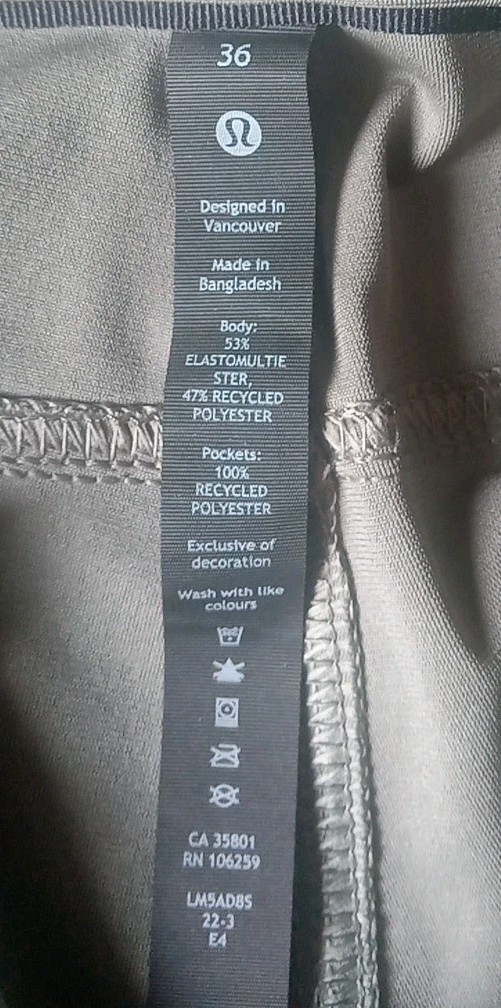 36
Designed in
Vancouver
Made in
Bangladesh
Body:
53%
ELASTOMULTIE
STER,
47% RECYCLED
POLYESTER
Pockets:
100%
RECYCLED
POLYESTER
Exclusive of
decoration
Wash with like
colours
CA 35801
RN 106259
LM5AD8S
22-3
E4